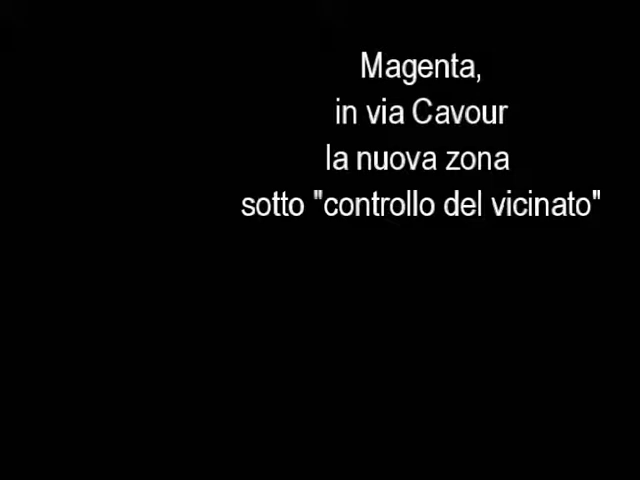 Magenta,
in via Cavour
la nuova zona
sotto "controllo del vicinato"